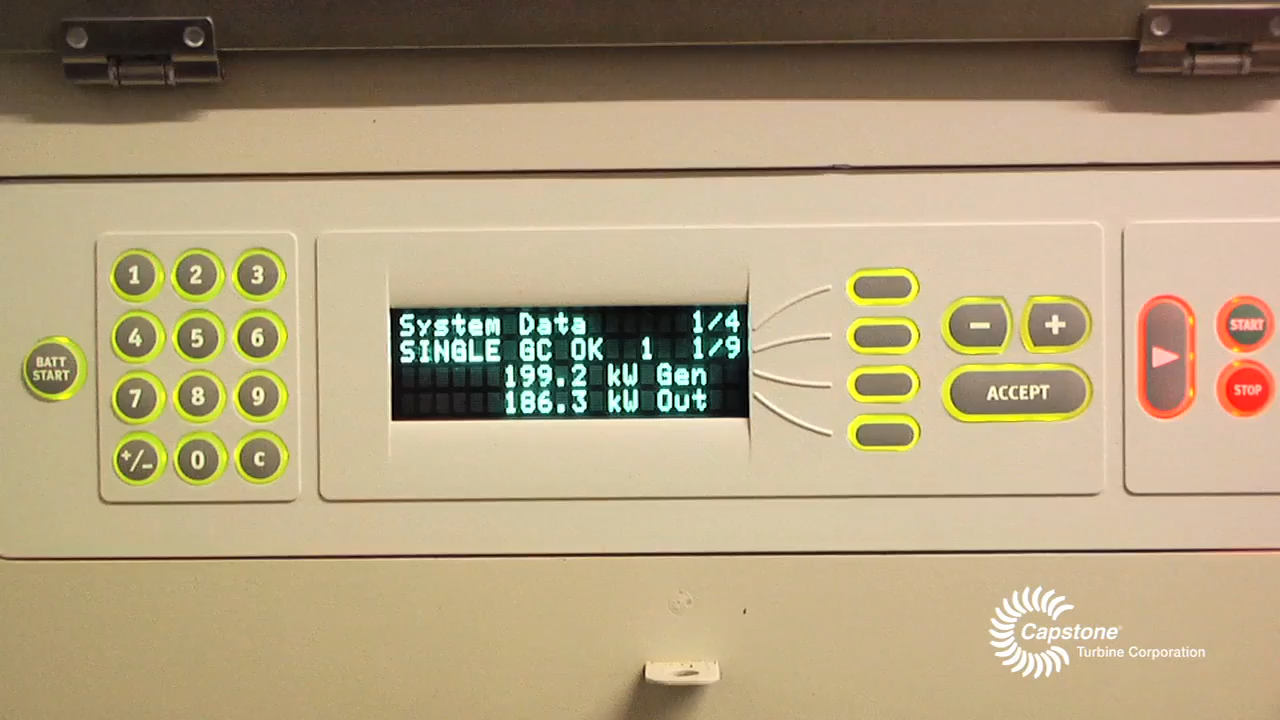 System Data 1/4
SINGLE GC OK 1 1/9
199.2 kW Gen
186.3 kW Out
BATT
START
1 2 3
4 5 6
7 8 9
+/- 0 C
- +
ACCEPT
START
STOP
Capstone®
Turbine Corporation